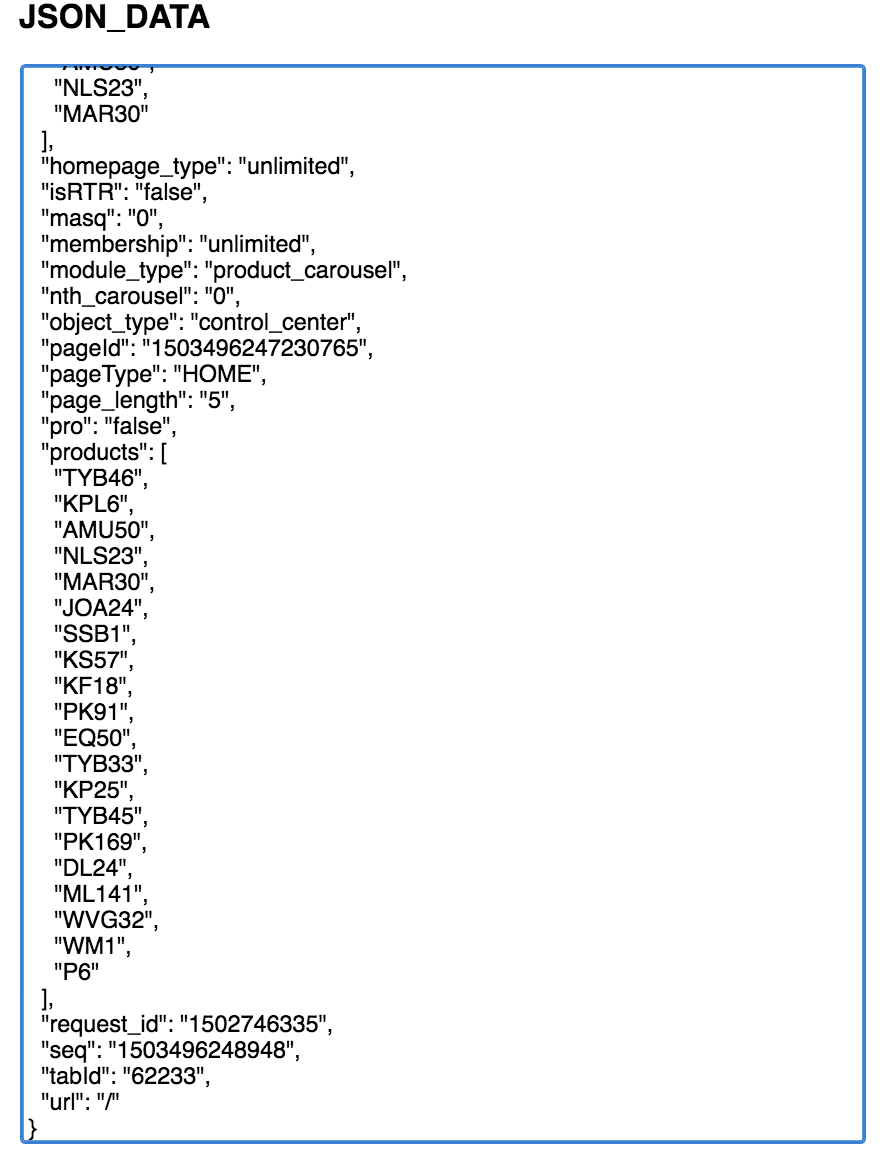 JSON_DATA
"NLS23",
"MAR30"
],
"homepage_type": "unlimited",
"isRTR": "false",
"masq": "0",
"membership": "unlimited",
"module_type": "product_carousel",
"nth_carousel": "0",
"object_type": "control_center",
"pageId": "1503496247230765",
"pageType": "HOME",
"page_length": "5",
"pro": "false",
"products": [
"TYB46",
"KPL6",
"AMU50",
"NLS23",
"MAR30",
"JOA24",
"SSB1",
"KS57",
"KF18",
"PK91",
"EQ50",
"TYB33",
"KP25",
"TYB45",
"PK169",
"DL24",
"ML141",
"WVG32",
"WM1",
"P6"
],
"request_id": "1502746335",
"seq": "1503496248948",
"tabId": "62233",
"url": "/"
}